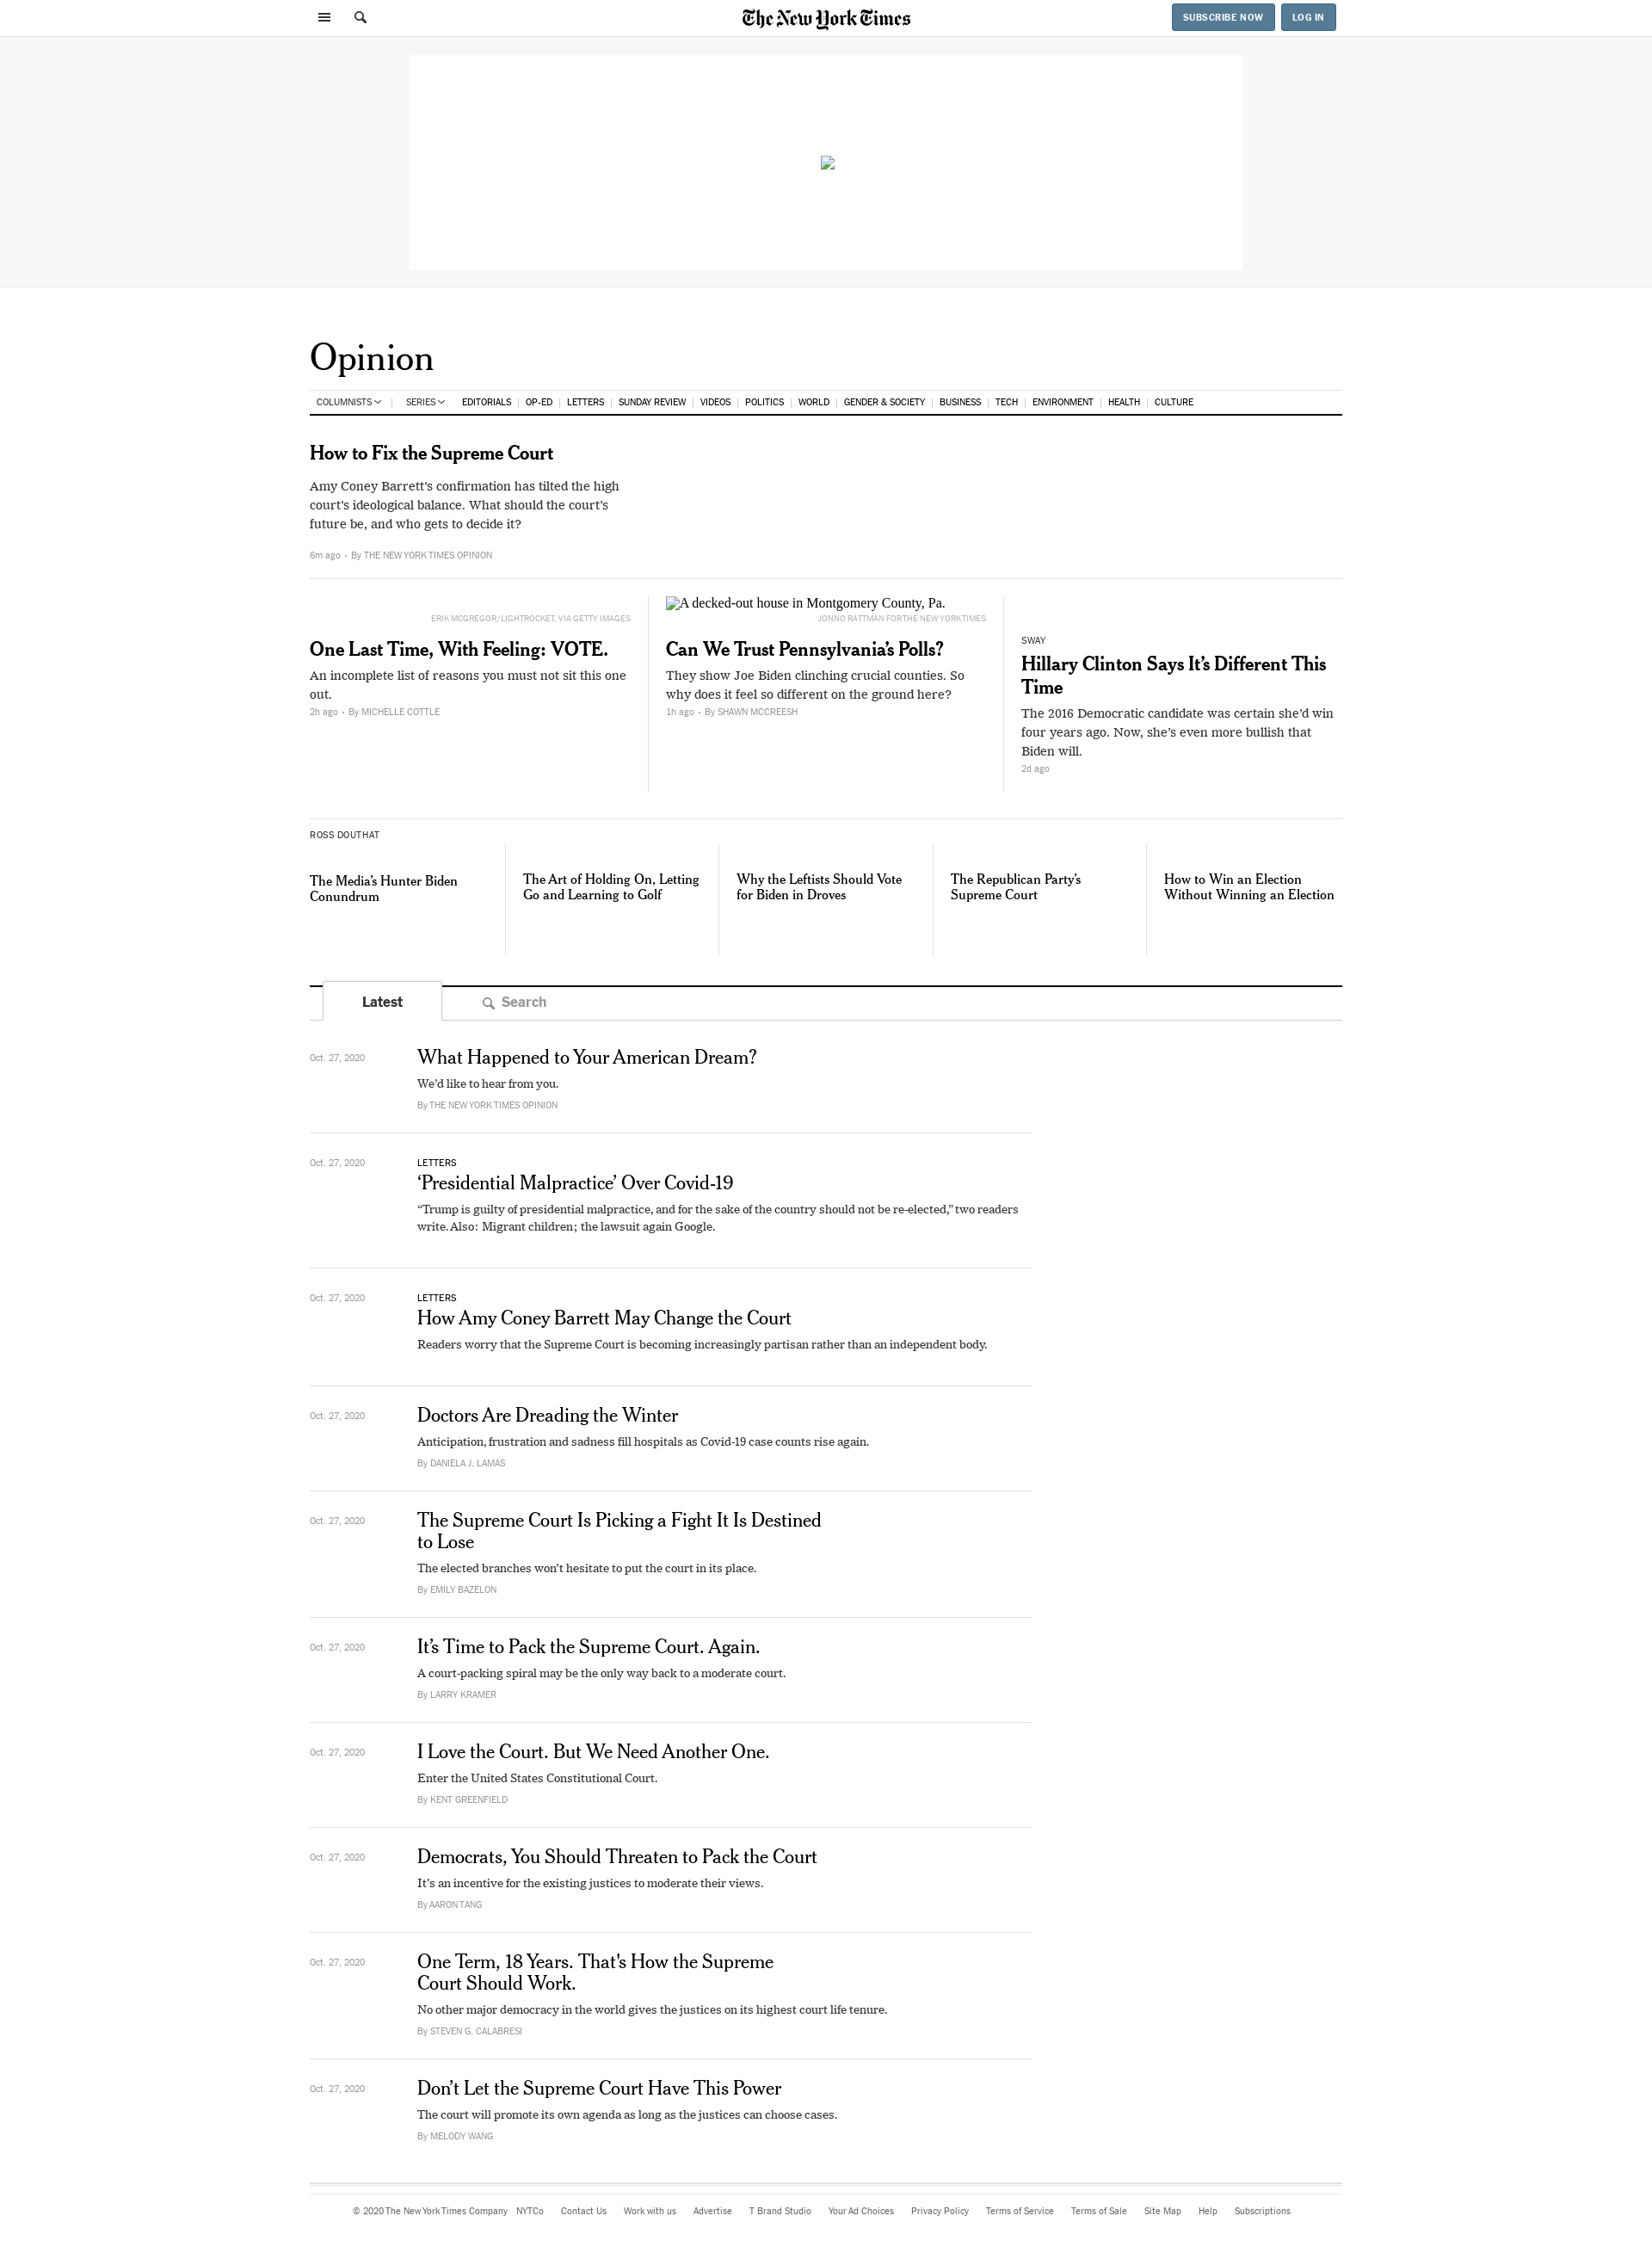 The New York Times
SUBSCRIBE NOW
LOG IN
Opinion
COLUMNISTS
SERIES
EDITORIALS
OP-ED
LETTERS
SUNDAY REVIEW
VIDEOS
POLITICS
WORLD
GENDER & SOCIETY
BUSINESS
TECH
ENVIRONMENT
HEALTH
CULTURE
How to Fix the Supreme Court
Amy Coney Barrett's confirmation has tilted the high
court's ideological balance. What should the court's
future be, and who gets to decide it?
6m ago • By THE NEW YORK TIMES OPINION
ERIK MCGREGOR/LIGHTROCKET, VIA GETTY IMAGES
One Last Time, With Feeling: VOTE.
An incomplete list of reasons you must not sit this one
out.
2h ago • By MICHELLE COTTLE
A decked-out house in Montgomery County, Pa.
JONNO RATTMAN FOR THE NEW YORK TIMES
Can We Trust Pennsylvania’s Polls?
They show Joe Biden clinching crucial counties. So
why does it feel so different on the ground here?
1h ago • By SHAWN MCCREESH
SWAY
Hillary Clinton Says It’s Different This
Time
The 2016 Democratic candidate was certain she’d win
four years ago. Now, she’s even more bullish that
Biden will.
2d ago
ROSS DOUTHAT
The Media’s Hunter Biden
Conundrum
The Art of Holding On, Letting
Go and Learning to Golf
Why the Leftists Should Vote
for Biden in Droves
The Republican Party’s
Supreme Court
How to Win an Election
Without Winning an Election
Latest
Search
Oct. 27, 2020
What Happened to Your American Dream?
We’d like to hear from you.
By THE NEW YORK TIMES OPINION
Oct. 27, 2020
LETTERS
‘Presidential Malpractice’ Over Covid-19
“Trump is guilty of presidential malpractice, and for the sake of the country should not be re-elected,” two readers
write. Also: Migrant children; the lawsuit again Google.
Oct. 27, 2020
LETTERS
How Amy Coney Barrett May Change the Court
Readers worry that the Supreme Court is becoming increasingly partisan rather than an independent body.
Oct. 27, 2020
Doctors Are Dreading the Winter
Anticipation, frustration and sadness fill hospitals as Covid-19 case counts rise again.
By DANIELA J. LAMAS
Oct. 27, 2020
The Supreme Court Is Picking a Fight It Is Destined
to Lose
The elected branches won’t hesitate to put the court in its place.
By EMILY BAZELON
Oct. 27, 2020
It’s Time to Pack the Supreme Court. Again.
A court-packing spiral may be the only way back to a moderate court.
By LARRY KRAMER
Oct. 27, 2020
I Love the Court. But We Need Another One.
Enter the United States Constitutional Court.
By KENT GREENFIELD
Oct. 27, 2020
Democrats, You Should Threaten to Pack the Court
It’s an incentive for the existing justices to moderate their views.
By AARON TANG
Oct. 27, 2020
One Term, 18 Years. That's How the Supreme
Court Should Work.
No other major democracy in the world gives the justices on its highest court life tenure.
By STEVEN G. CALABRESI
Oct. 27, 2020
Don’t Let the Supreme Court Have This Power
The court will promote its own agenda as long as the justices can choose cases.
By MELODY WANG
© 2020 The New York Times Company NYTCo Contact Us Work with us Advertise T Brand Studio Your Ad Choices Privacy Policy Terms of Service Terms of Sale Site Map Help Subscriptions